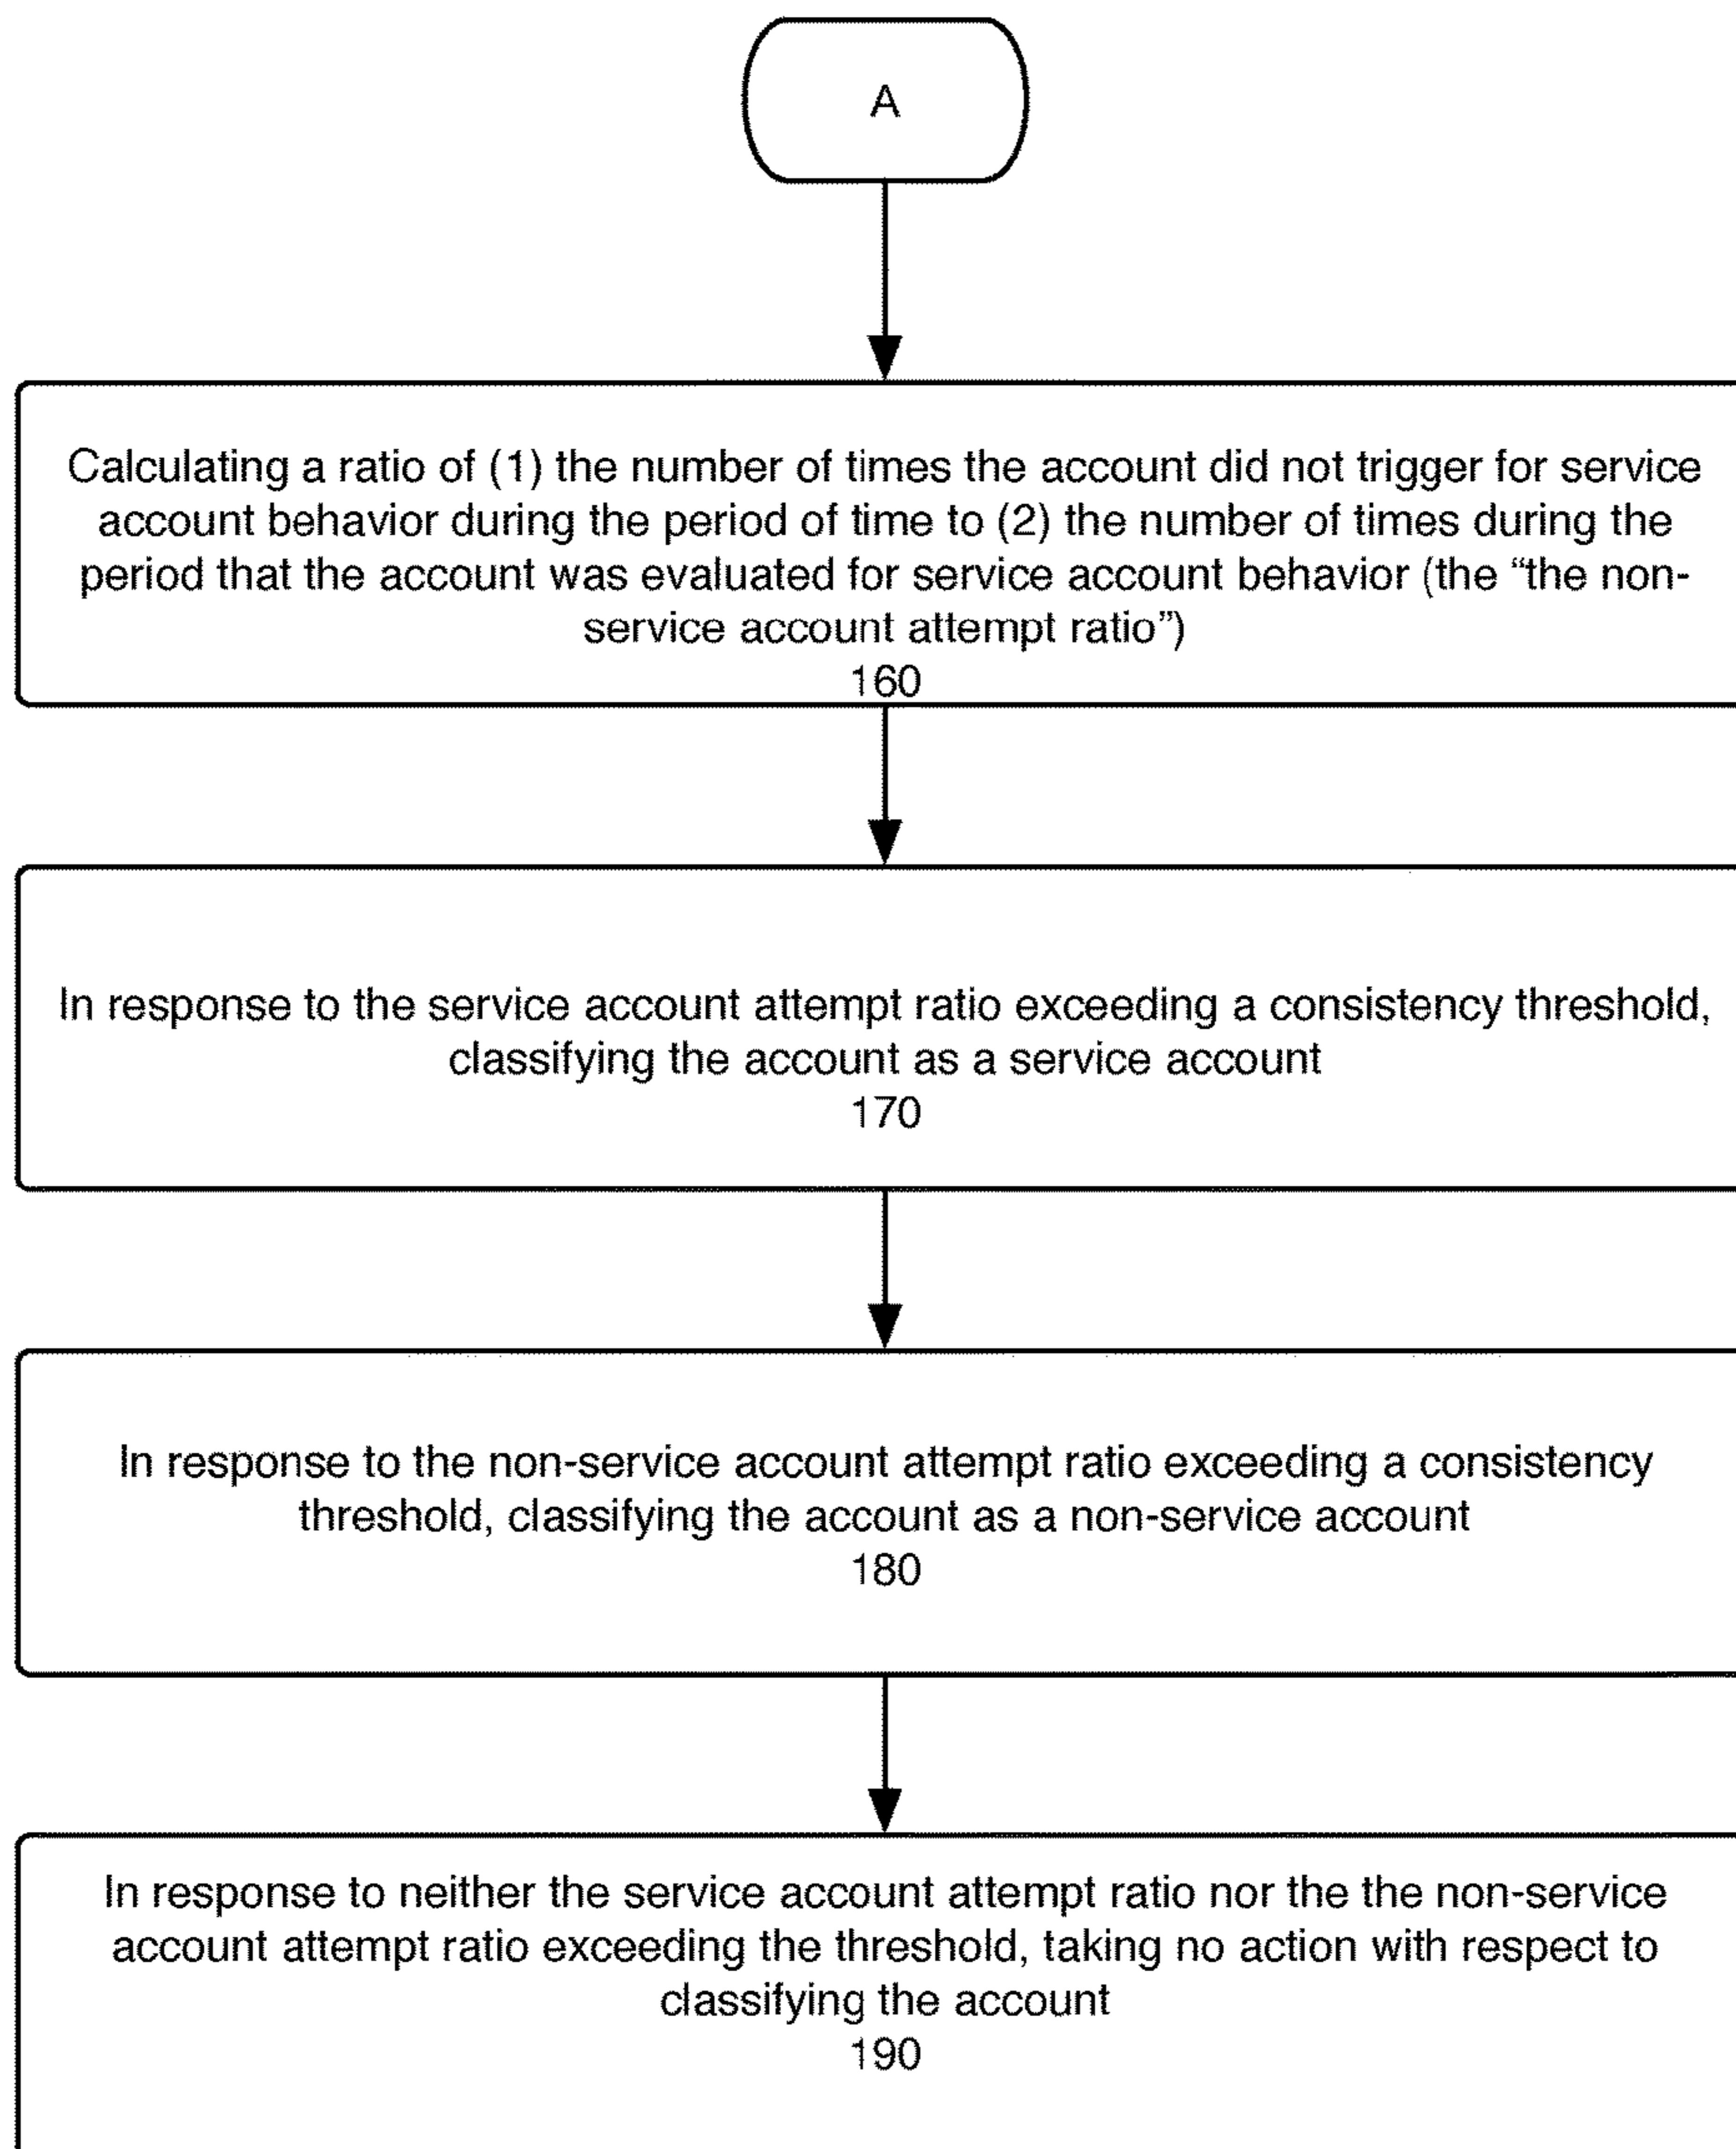 A
Calculating a ratio of (1) the number of times the account did not trigger for service
account behavior during the period of time to (2) the number of times during the
period that the account was evaluated for service account behavior (the “the non-
service account attempt ratio”)
160
In response to the service account attempt ratio exceeding a consistency threshold,
classifying the account as a service account
170
In response to the non-service account attempt ratio exceeding a consistency
threshold, classifying the account as a non-service account
180
In response to neither the service account attempt ratio nor the the non-service
account attempt ratio exceeding the threshold, taking no action with respect to
classifying the account
190